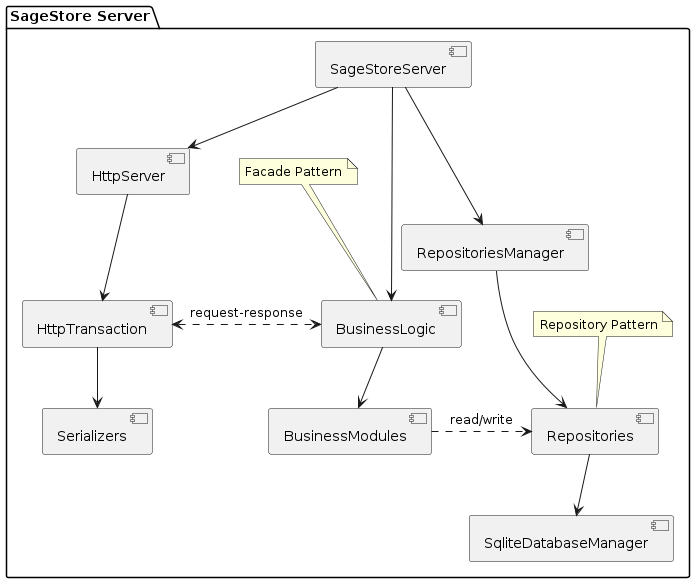 SageStore Server
SageStoreServer
HttpServer
Facade Pattern
RepositoriesManager
HttpTransaction
request-response
BusinessLogic
Repository Pattern
Serializers
BusinessModules
read/write
Repositories
SqliteDatabaseManager